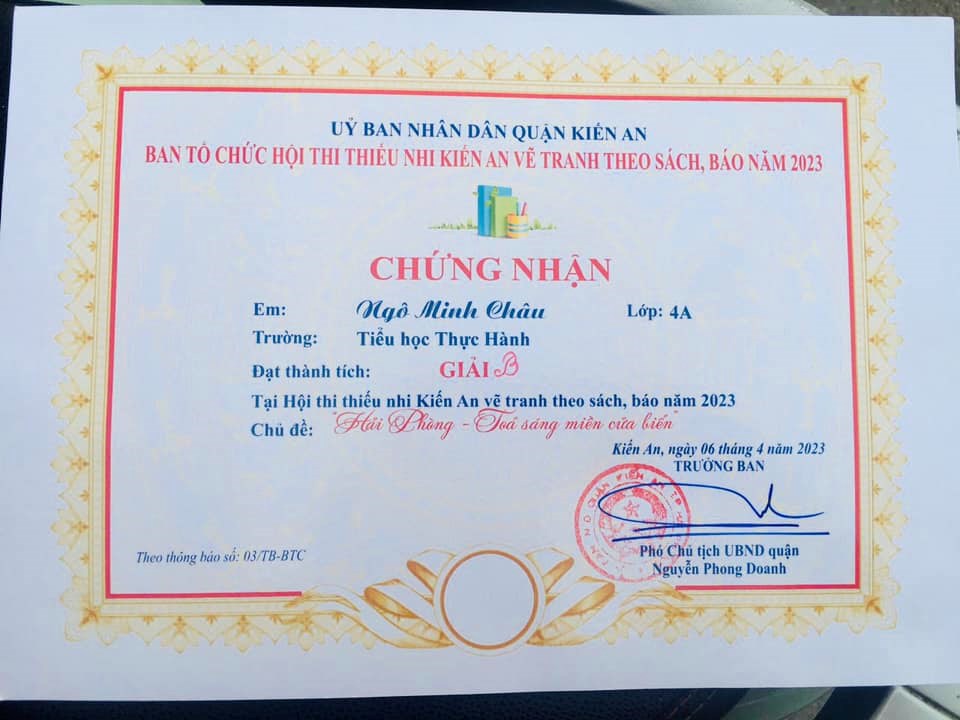 UỶ BAN NHÂN DÂN QUẬN KIẾN AN
BAN TỔ CHỨC HỘI THI THIẾU NHI KIẾN AN VẼ TRANH THEO SÁCH, BÁO NĂM 2023
CHỨNG NHẬN
Em: Ngô Minh Châu Lớp: 4A
Trường: Tiểu học Thực Hành
Đạt thành tích: GIẢI B
Tại Hội thi thiếu nhi Kiến An vẽ tranh theo sách, báo năm 2023
Chủ đề: "Hải Phòng - Toả sáng miền cửa biển"
Kiến An, ngày 06 tháng 4 năm 2023
TRƯỞNG BAN
QUẬN KIẾN AN TP
Phó Chủ tịch UBND quận
Nguyễn Phong Doanh
Theo thông báo số: 03/TB-BTC